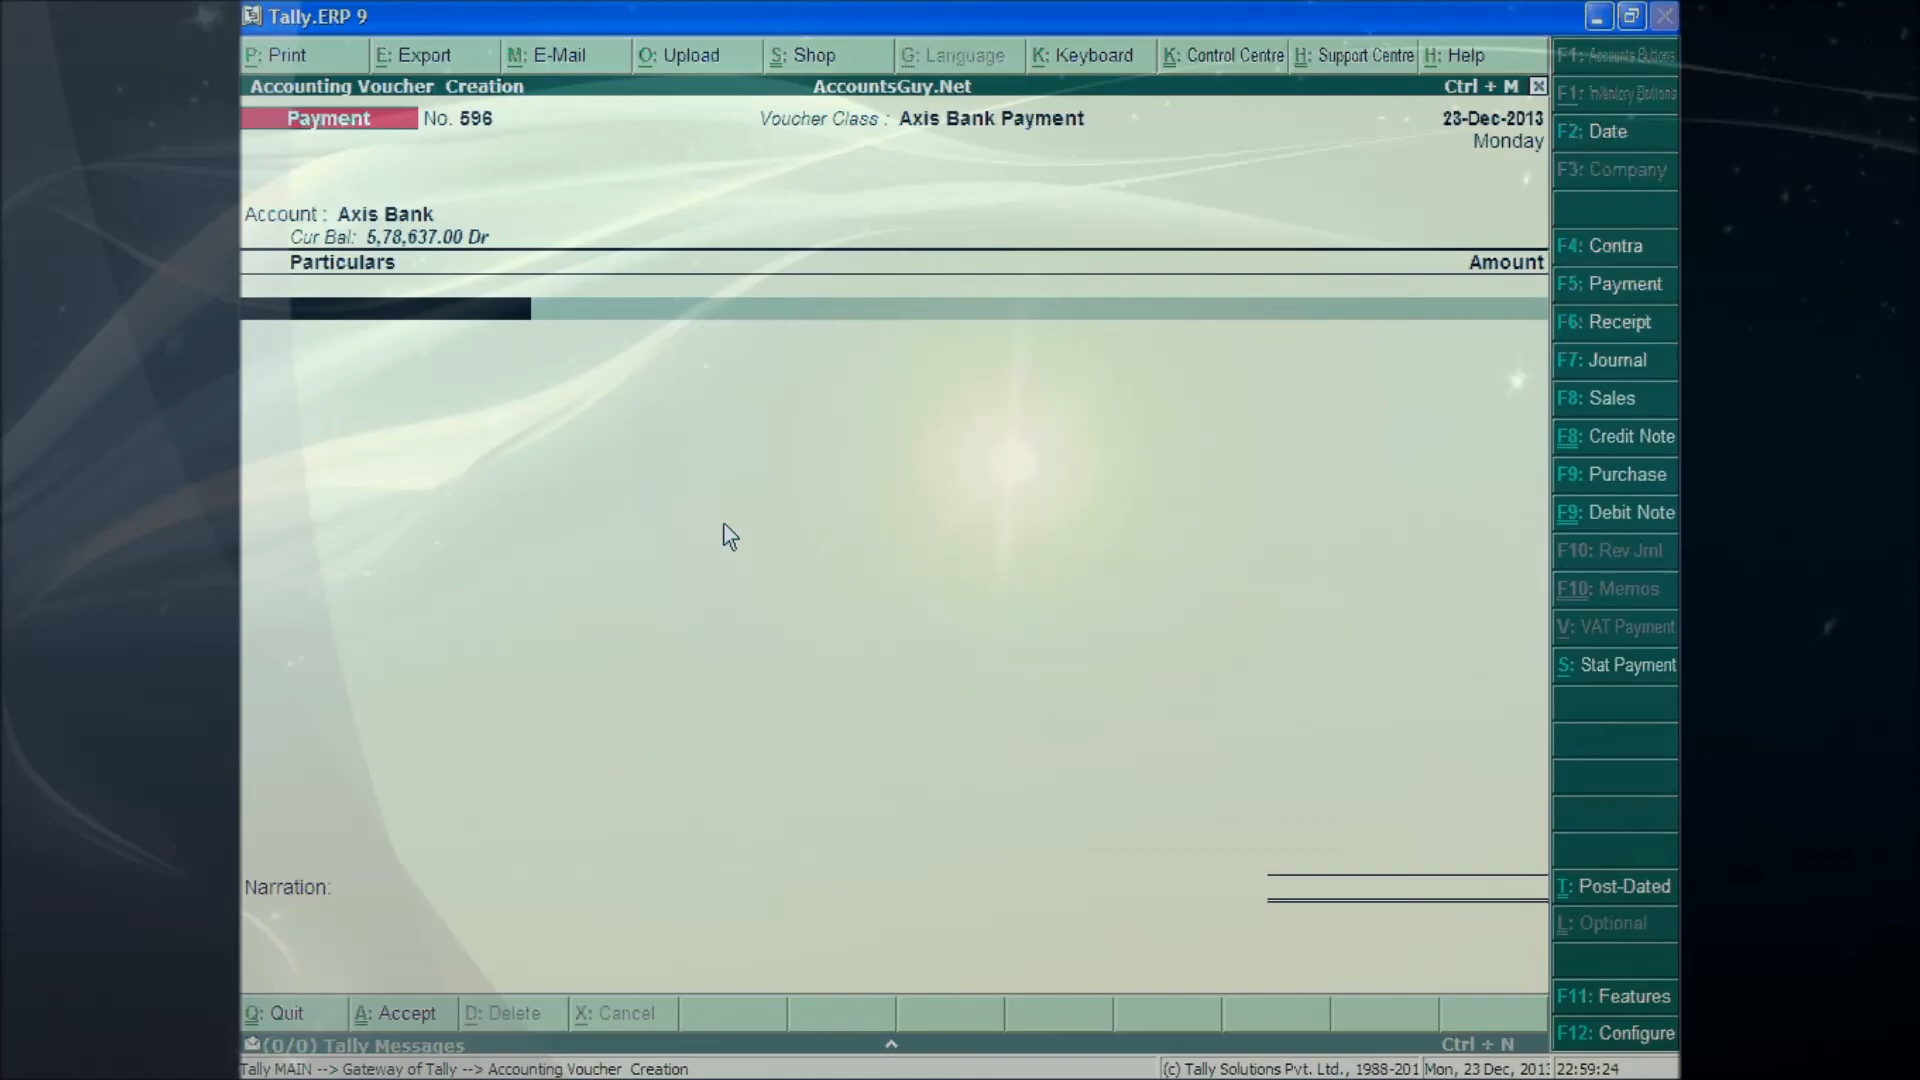 Tally.ERP 9
P: Print E: Export M: E-Mail O: Upload S: Shop G: Language K: Keyboard K: Control Centre H: Support Centre H: Help
Accounting Voucher Creation AccountsGuy.Net Ctrl + M
Payment No. 596 Voucher Class : Axis Bank Payment 23-Dec-2013
Monday
Account : Axis Bank
Cur Bal: 5,78,637.00 Dr
Particulars Amount
Narration:
F1: Accounts Buttons
F1: Inventory Buttons
F2: Date
F3: Company
F4: Contra
F5: Payment
F6: Receipt
F7: Journal
F8: Sales
F8: Credit Note
F9: Purchase
F9: Debit Note
F10: Rev Jrnl
F10: Memos
V: VAT Payment
S: Stat Payment
T: Post-Dated
L: Optional
F11: Features
F12: Configure
Q: Quit A: Accept D: Delete X: Cancel
(0/0) Tally Messages Ctrl + N
Tally MAIN --> Gateway of Tally --> Accounting Voucher Creation (c) Tally Solutions Pvt. Ltd., 1988-201 Mon, 23 Dec, 201 22:59:24